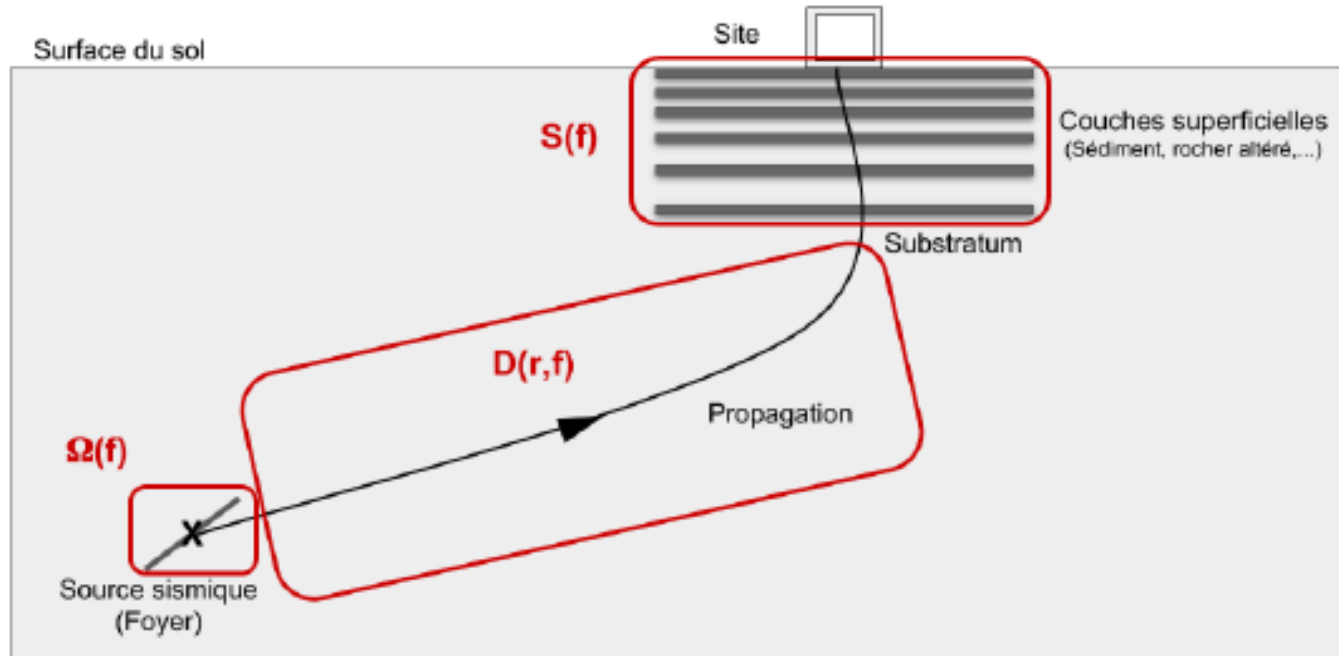 Surface du sol
Site
S(f)
Couches superficielles
(Sédiment, rocher altéré,...)
Substratum
D(r,f)
Propagation
Ω(f)
X
Source sismique
(Foyer)